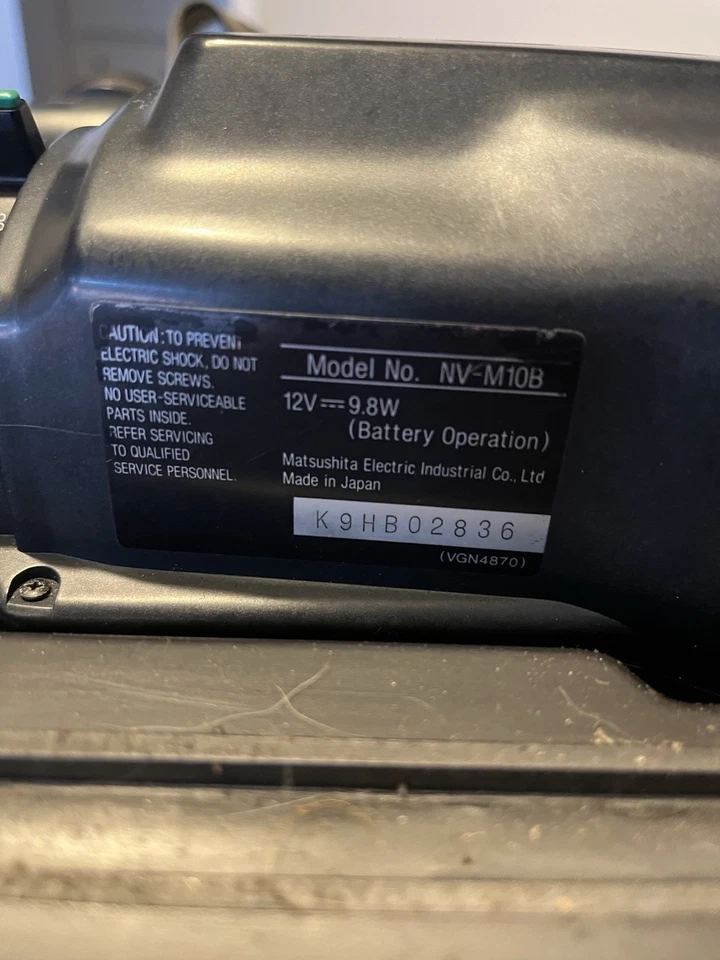 CAUTION: TO PREVENT
ELECTRIC SHOCK, DO NOT
REMOVE SCREWS.
NO USER-SERVICEABLE
PARTS INSIDE.
REFER SERVICING
TO QUALIFIED
SERVICE PERSONNEL.
Model No. NV-M10B
12V⎓9.8W
(Battery Operation)
Matsushita Electric Industrial Co., Ltd
Made in Japan
K9HB02836
(VGN4870)